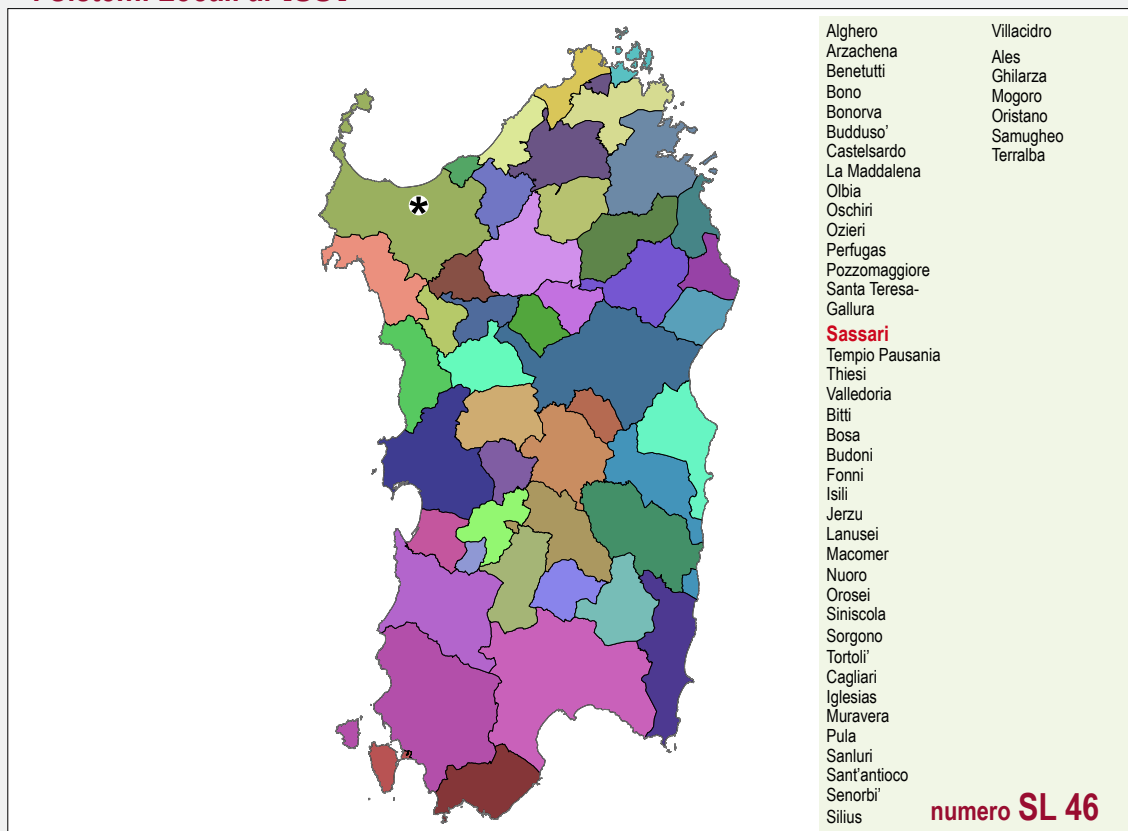 Alghero
Arzachena
Benetutti
Bono
Bonorva
Budduso'
Castelsardo
La Maddalena
Olbia
Oschiri
Ozieri
Perfugas
Pozzomaggiore
Santa Teresa-
Gallura
Sassari
Tempio Pausania
Thiesi
Valledoria
Bitti
Bosa
Budoni
Fonni
Isili
Jerzu
Lanusei
Macomer
Nuoro
Orosei
Siniscola
Sorgono
Tortoli'
Cagliari
Iglesias
Muravera
Pula
Sanluri
Sant'antioco
Senorbi'
Silius
Villacidro
Ales
Ghilarza
Mogoro
Oristano
Samugheo
Terralba
numero SL 46
*